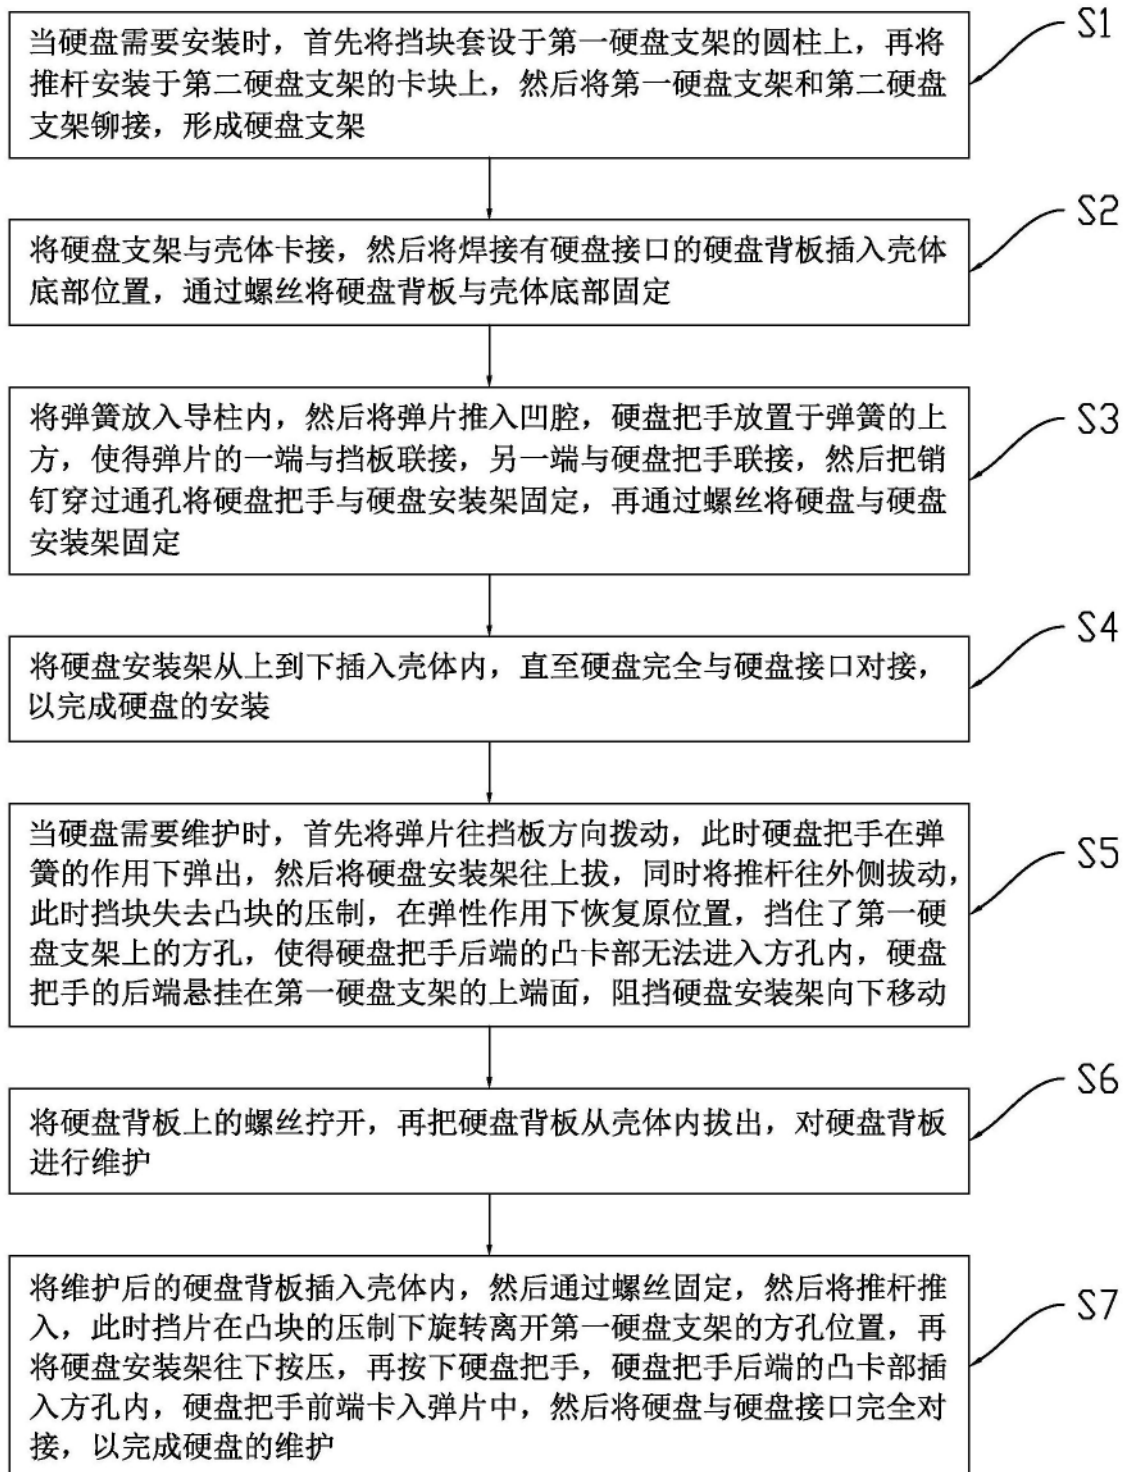 当硬盘需要安装时，首先将挡块套设于第一硬盘支架的圆柱上，再将
推杆安装于第二硬盘支架的卡块上，然后将第一硬盘支架和第二硬盘
支架铆接，形成硬盘支架
S1
将硬盘支架与壳体卡接，然后将焊接有硬盘接口的硬盘背板插入壳体
底部位置，通过螺丝将硬盘背板与壳体底部固定
S2
将弹簧放入导柱内，然后将弹片推入凹腔，硬盘把手放置于弹簧的上
方，使得弹片的一端与挡板联接，另一端与硬盘把手联接，然后把销
钉穿过通孔将硬盘把手与硬盘安装架固定，再通过螺丝将硬盘与硬盘
安装架固定
S3
将硬盘安装架从上到下插入壳体内，直至硬盘完全与硬盘接口对接，
以完成硬盘的安装
S4
当硬盘需要维护时，首先将弹片往挡板方向拨动，此时硬盘把手在弹
簧的作用下弹出，然后将硬盘安装架往上拔，同时将推杆往外侧拔动，
此时挡块失去凸块的压制，在弹性作用下恢复原位置，挡住了第一硬
盘支架上的方孔，使得硬盘把手后端的凸卡部无法进入方孔内，硬盘
把手的后端悬挂在第一硬盘支架的上端面，阻挡硬盘安装架向下移动
S5
将硬盘背板上的螺丝拧开，再把硬盘背板从壳体内拔出，对硬盘背板
进行维护
S6
将维护后的硬盘背板插入壳体内，然后通过螺丝固定，然后将推杆推
入，此时挡片在凸块的压制下旋转离开第一硬盘支架的方孔位置，再
将硬盘安装架往下按压，再按下硬盘把手，硬盘把手后端的凸卡部插
入方孔内，硬盘把手前端卡入弹片中，然后将硬盘与硬盘接口完全对
接，以完成硬盘的维护
S7